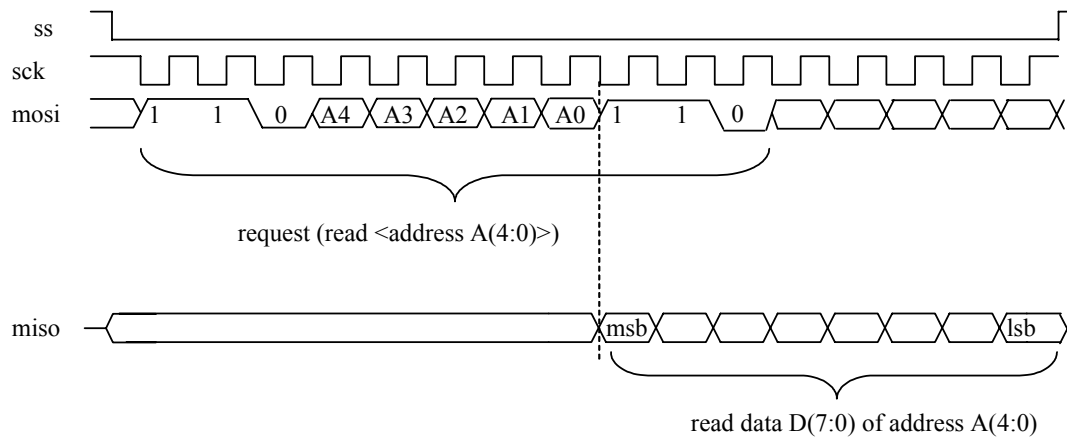 ss
sck
mosi 1 1 0 A4 A3 A2 A1 A0 1 1 0
request (read <address A(4:0)>)
miso msb lsb
read data D(7:0) of address A(4:0)